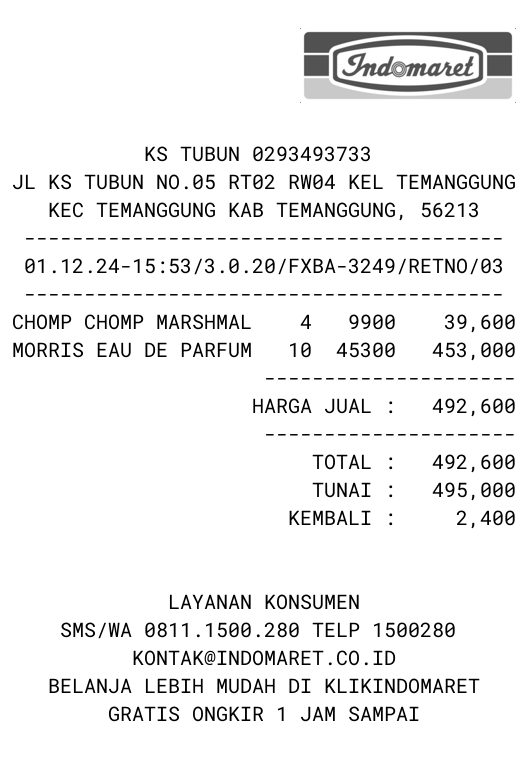 Indomaret
KS TUBUN 0293493733
JL KS TUBUN NO.05 RT02 RW04 KEL TEMANGGUNG
KEC TEMANGGUNG KAB TEMANGGUNG, 56213
----------------------------------------
01.12.24-15:53/3.0.20/FXBA-3249/RETNO/03
----------------------------------------
CHOMP CHOMP MARSHMAL 4 9900 39,600
MORRIS EAU DE PARFUM 10 45300 453,000
---------------------
HARGA JUAL : 492,600
---------------------
TOTAL : 492,600
TUNAI : 495,000
KEMBALI : 2,400
LAYANAN KONSUMEN
SMS/WA 0811.1500.280 TELP 1500280
KONTAK@INDOMARET.CO.ID
BELANJA LEBIH MUDAH DI KLIKINDOMARET
GRATIS ONGKIR 1 JAM SAMPAI